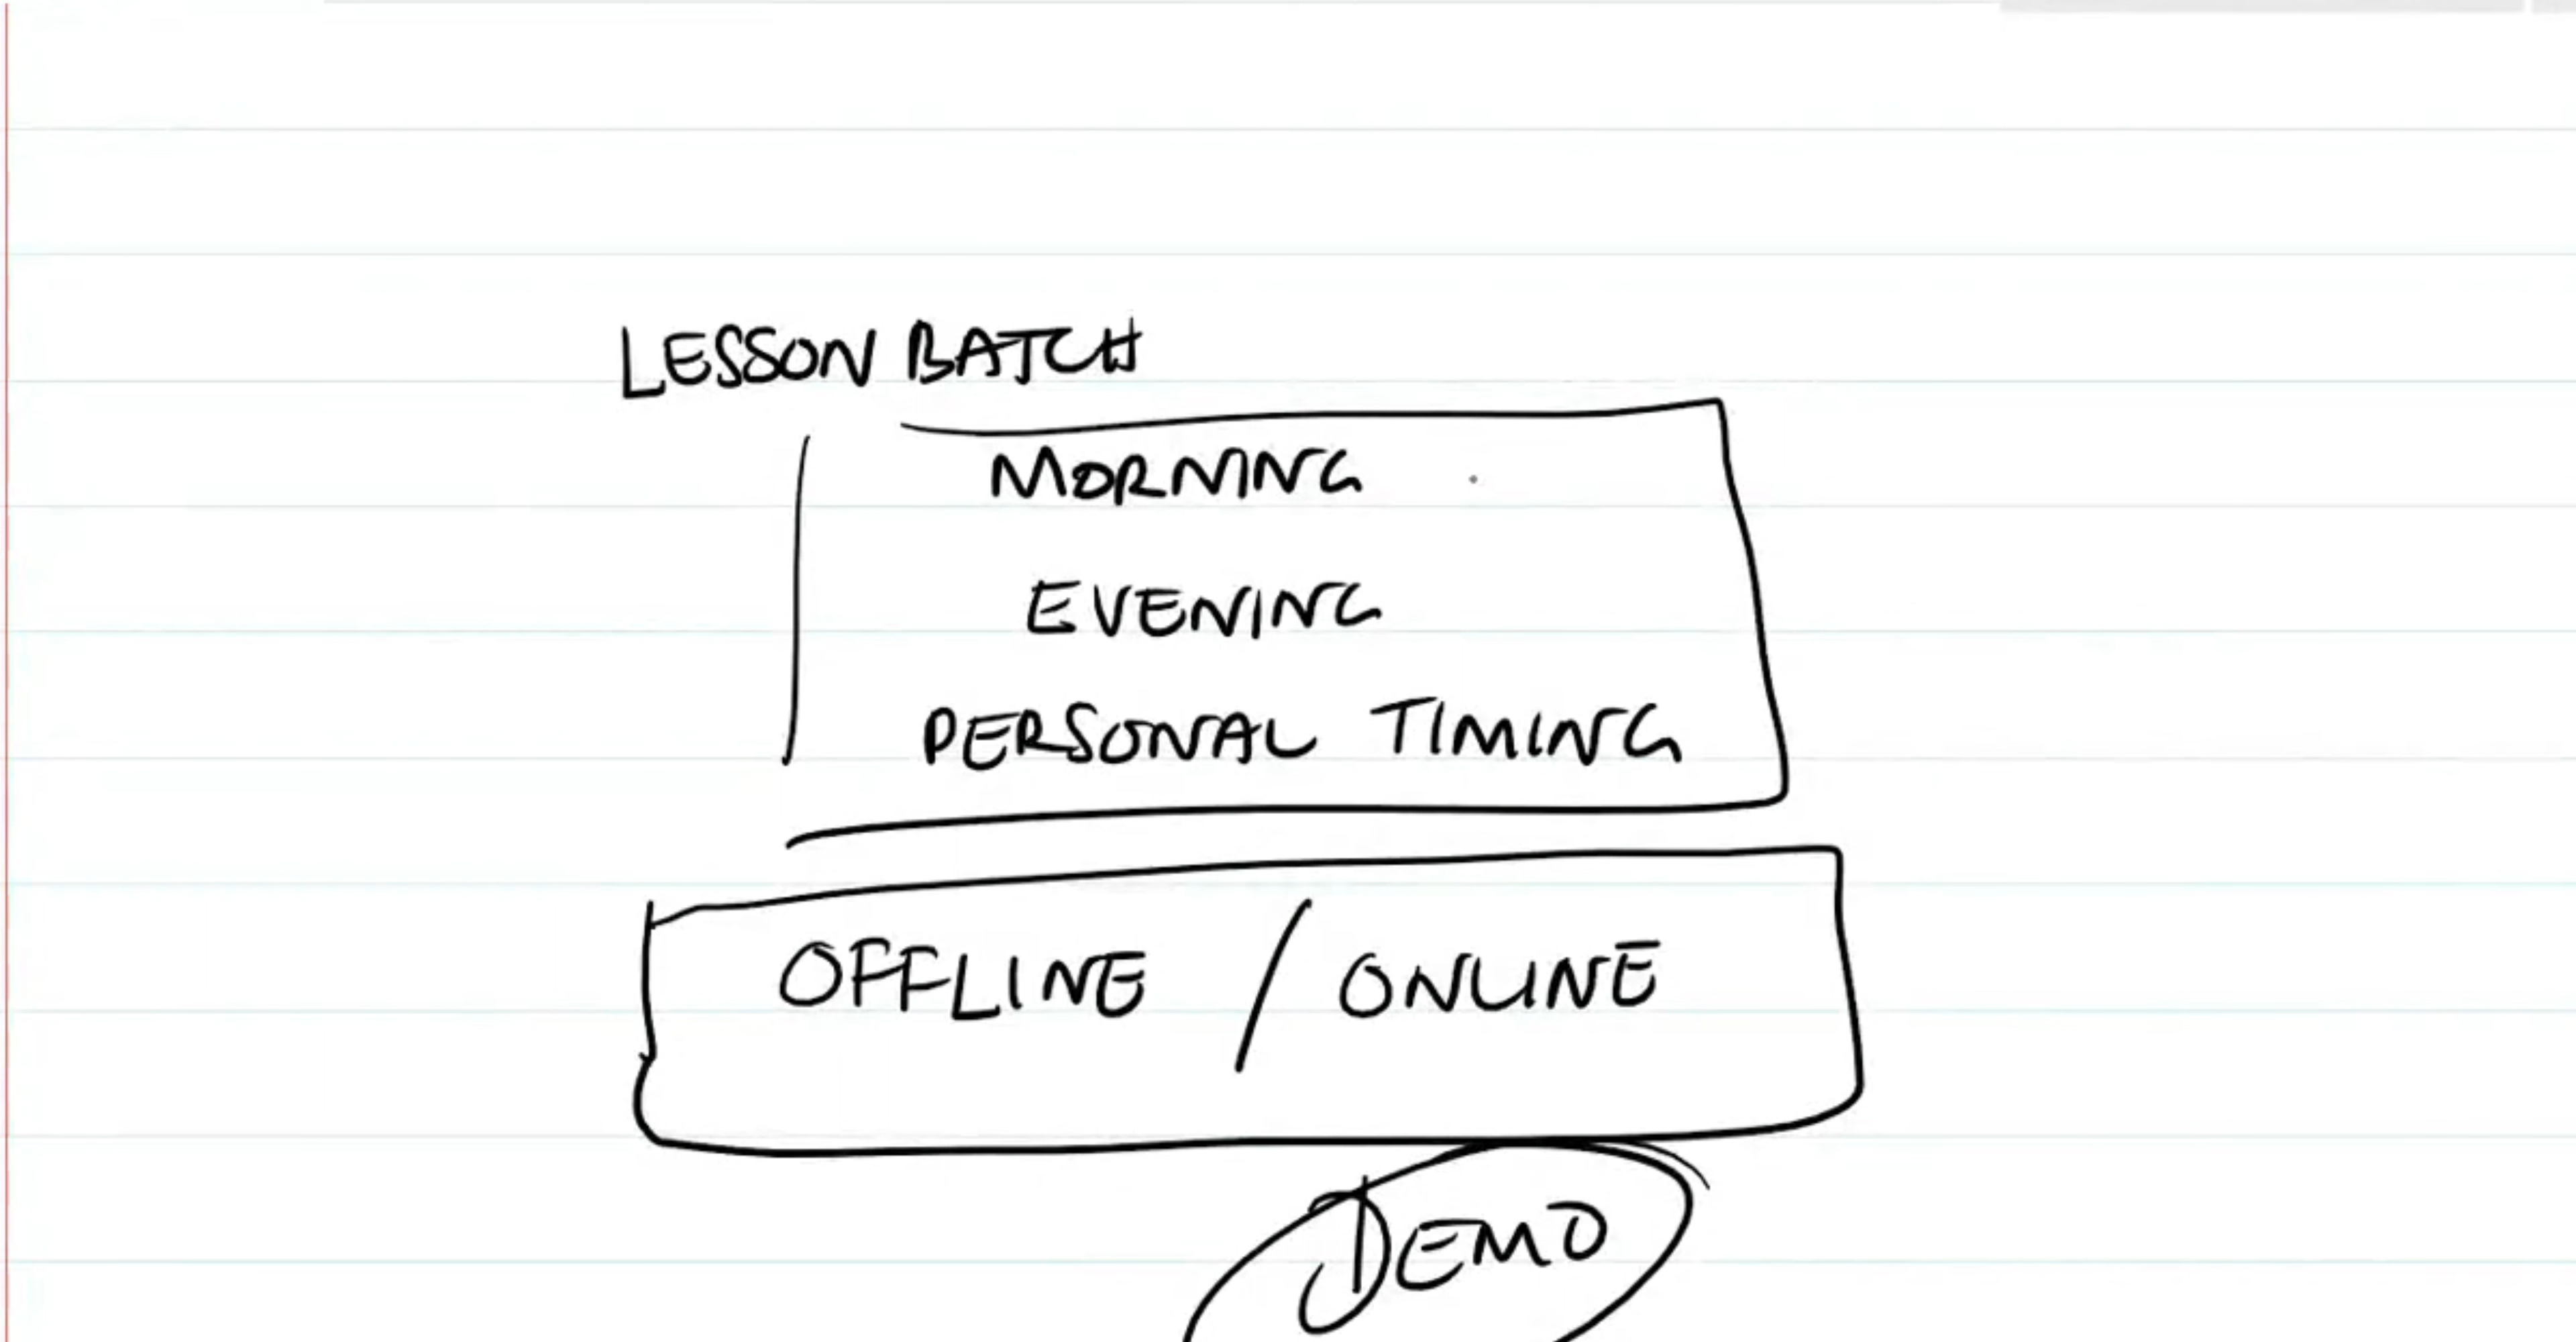 LESSON BATCH
MORNING
EVENING
PERSONAL TIMING
OFFLINE / ONLINE
DEMO